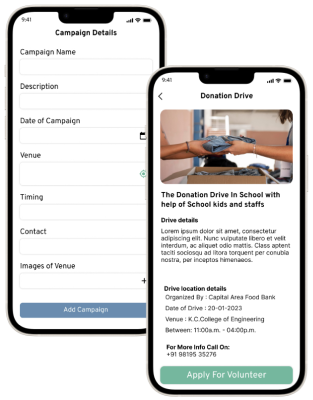 9:41
Campaign Details
Campaign Name
Description
Date of Campaign
Venue
Timing
Contact
Images of Venue
+
Add Campaign
9:41
Donation Drive
The Donation Drive In School with
help of School kids and staffs
Drive details
Lorem ipsum dolor sit amet, consectetur
adipiscing elit. Nunc vulputate libero et velit
interdum, ac aliquet odio mattis. Class aptent
taciti sociosqu ad litora torquent per conubia
nostra, per inceptos himenaeos.
Drive location details
Organized By : Capital Area Food Bank
Date of Drive : 20-01-2023
Venue : K.C.College of Engineering
Between: 11:00a.m. - 04:00p.m.
For More Info Call On:
+91 98195 35276
Apply For Volunteer